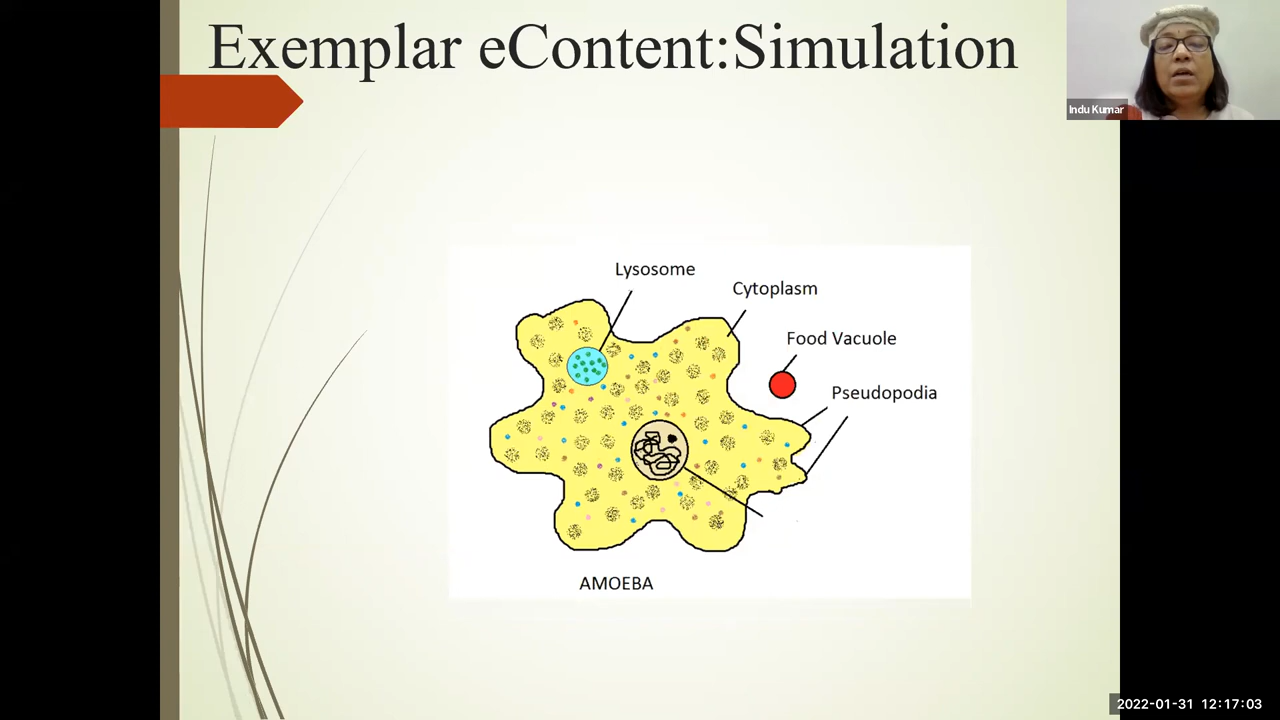 Exemplar eContent:Simulation
Indu Kumar
Lysosome
Cytoplasm
Food Vacuole
Pseudopodia
AMOEBA
2022-01-31 12:17:03